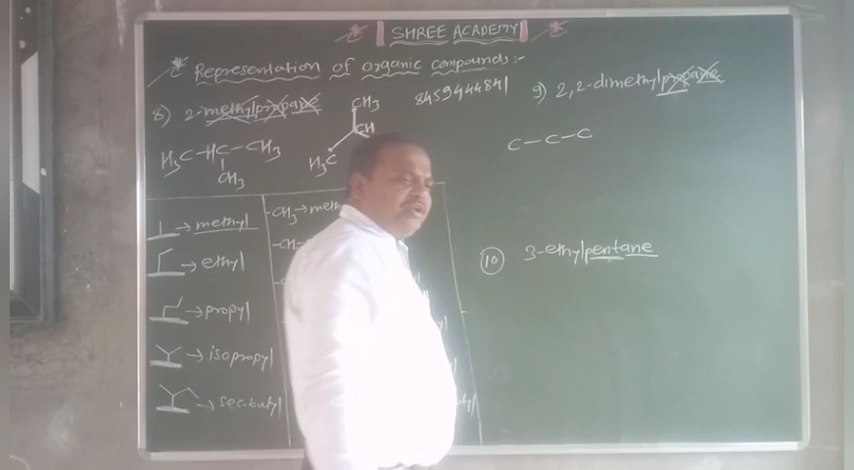 SHREE ACADEMY
* Representation of organic compounds :-
8) 2-methylpropane
8459444841
9) 2,2-dimethylpropane
CH3
CH
H3C
H3C-HC-CH3
CH3
C-C-C
→ methyl
→ ethyl
→ propyl
→ isopropyl
→ sec-butyl
-CH3→ meth
-CH-
10 3-ethylpentane